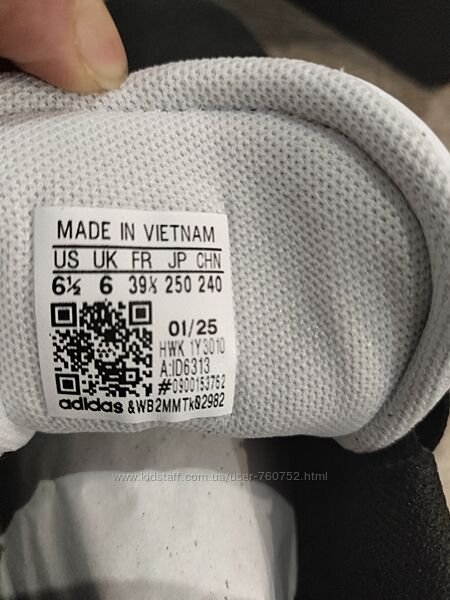 MADE IN VIETNAM
US UK FR JP CHN
6½ 6 39⅓ 250 240
01/25
HWK 1Y3010
A:ID6313
#0900153762
adidas &WB2MMTk02982
www.kidstaff.com.ua/user-760752.html